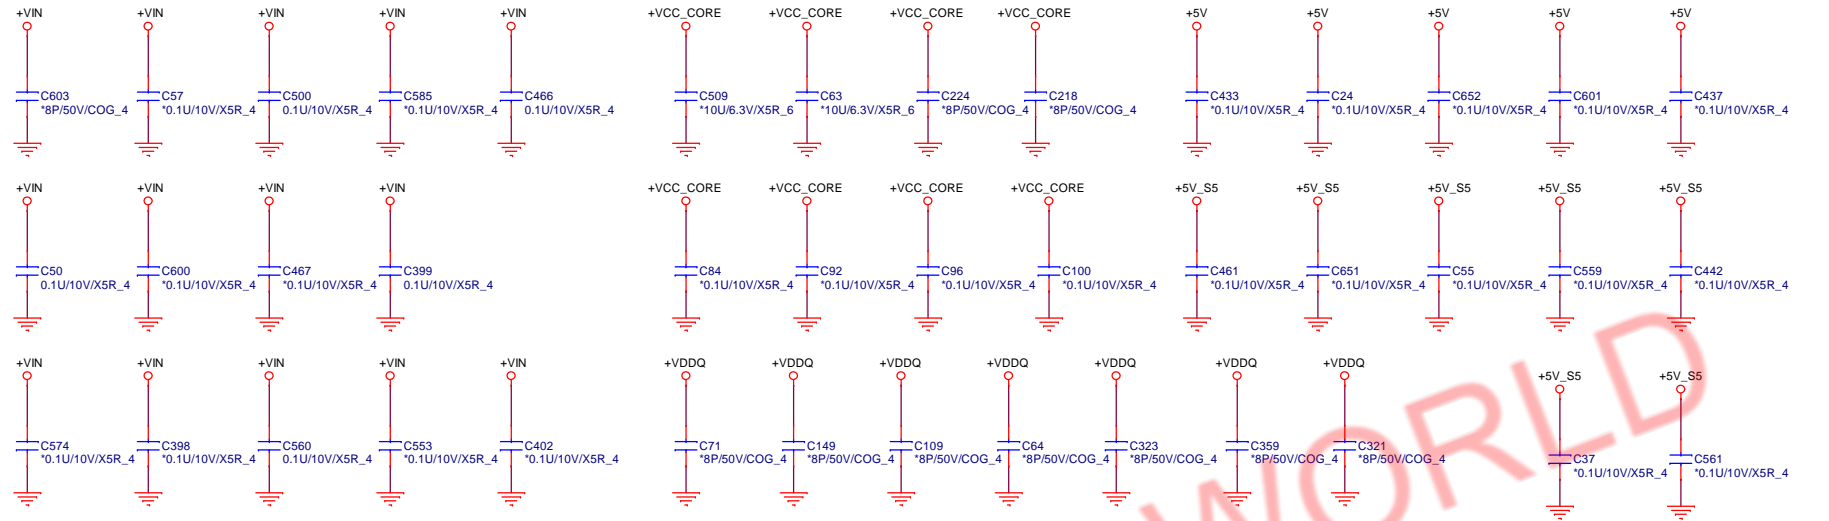 +VIN
+VIN
+VIN
+VIN
+VIN
+VCC_CORE
+VCC_CORE
+VCC_CORE
+VCC_CORE
+5V
+5V
+5V
+5V
+5V
C603
*8P/50V/COG_4
C57
*0.1U/10V/X5R_4
C500
0.1U/10V/X5R_4
C585
*0.1U/10V/X5R_4
C466
0.1U/10V/X5R_4
C509
*10U/6.3V/X5R_6
C63
*10U/6.3V/X5R_6
C224
*8P/50V/COG_4
C218
*8P/50V/COG_4
C433
*0.1U/10V/X5R_4
C24
*0.1U/10V/X5R_4
C652
*0.1U/10V/X5R_4
C601
*0.1U/10V/X5R_4
C437
*0.1U/10V/X5R_4
+VIN
+VIN
+VIN
+VIN
+VCC_CORE
+VCC_CORE
+VCC_CORE
+VCC_CORE
+5V_S5
+5V_S5
+5V_S5
+5V_S5
+5V_S5
C50
0.1U/10V/X5R_4
C600
*0.1U/10V/X5R_4
C467
*0.1U/10V/X5R_4
C399
0.1U/10V/X5R_4
C84
*0.1U/10V/X5R_4
C92
*0.1U/10V/X5R_4
C96
*0.1U/10V/X5R_4
C100
*0.1U/10V/X5R_4
C461
*0.1U/10V/X5R_4
C651
*0.1U/10V/X5R_4
C55
*0.1U/10V/X5R_4
C559
*0.1U/10V/X5R_4
C442
*0.1U/10V/X5R_4
+VIN
+VIN
+VIN
+VIN
+VIN
+VDDQ
+VDDQ
+VDDQ
+VDDQ
+VDDQ
+VDDQ
+VDDQ
+5V_S5
+5V_S5
C574
*0.1U/10V/X5R_4
C398
*0.1U/10V/X5R_4
C560
0.1U/10V/X5R_4
C553
*0.1U/10V/X5R_4
C402
*0.1U/10V/X5R_4
C71
*8P/50V/COG_4
C149
*8P/50V/COG_4
C109
*8P/50V/COG_4
C64
*8P/50V/COG_4
C323
*8P/50V/COG_4
C359
*8P/50V/COG_4
C321
*8P/50V/COG_4
C37
*0.1U/10V/X5R_4
C561
*0.1U/10V/X5R_4
WORLD